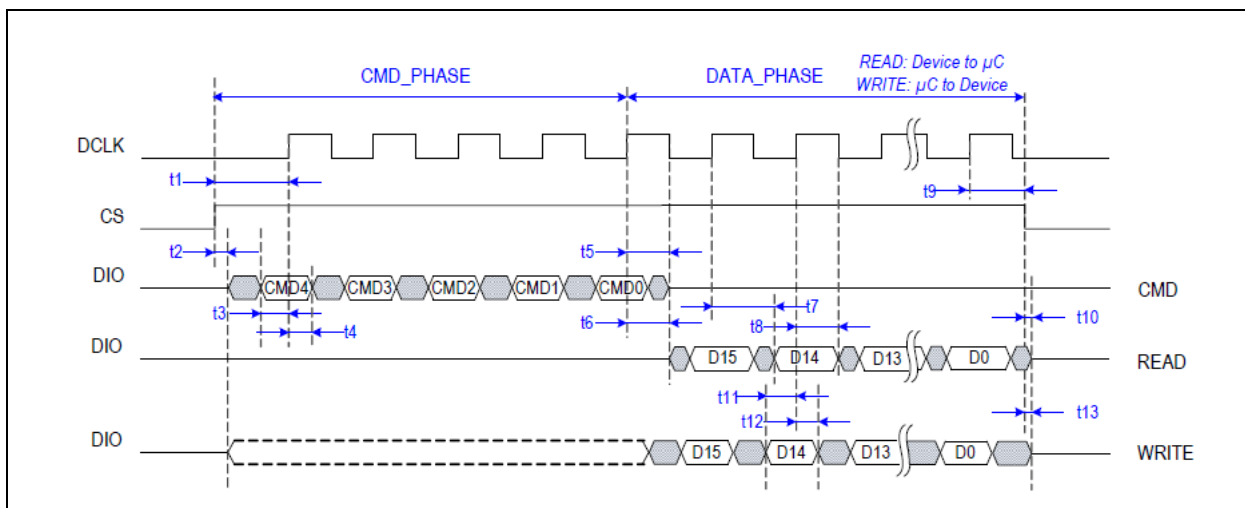 READ: Device to µC
CMD_PHASE DATA_PHASE WRITE: µC to Device
DCLK
t1 t9
CS
t2 t5
DIO CMD4 CMD3 CMD2 CMD1 CMD0 CMD
t3 t4 t6 t7 t8 t10
DIO D15 D14 D13 D0 READ
t11 t12 t13
DIO D15 D14 D13 D0 WRITE